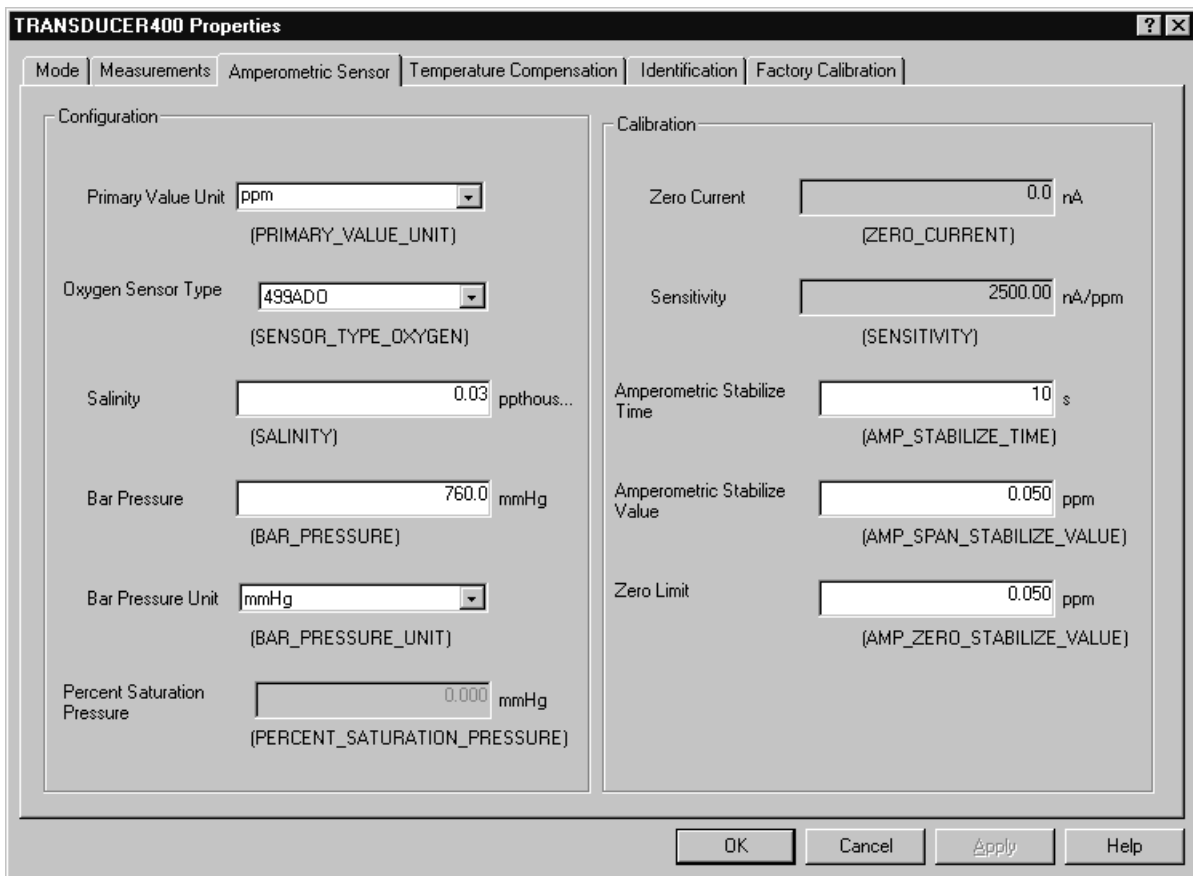 TRANSDUCER400 Properties
Mode Measurements Amperometric Sensor Temperature Compensation Identification Factory Calibration
Configuration
Primary Value Unit ppm
(PRIMARY_VALUE_UNIT)
Oxygen Sensor Type 499ADO
(SENSOR_TYPE_OXYGEN)
Salinity 0.03 ppthous...
(SALINITY)
Bar Pressure 760.0 mmHg
(BAR_PRESSURE)
Bar Pressure Unit mmHg
(BAR_PRESSURE_UNIT)
Percent Saturation
Pressure 0.000 mmHg
(PERCENT_SATURATION_PRESSURE)
Calibration
Zero Current 0.0 nA
(ZERO_CURRENT)
Sensitivity 2500.00 nA/ppm
(SENSITIVITY)
Amperometric Stabilize
Time 10 s
(AMP_STABILIZE_TIME)
Amperometric Stabilize
Value 0.050 ppm
(AMP_SPAN_STABILIZE_VALUE)
Zero Limit 0.050 ppm
(AMP_ZERO_STABILIZE_VALUE)
OK Cancel Apply Help